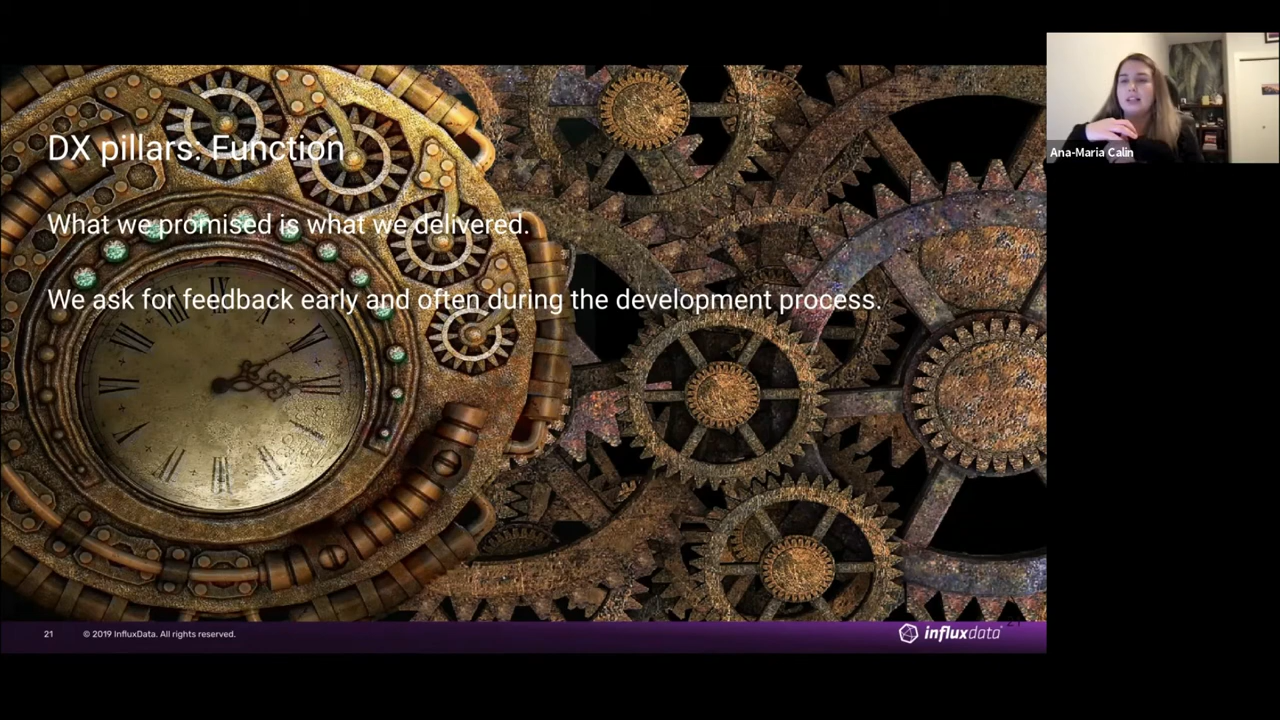 DX pillars: Function
What we promised is what we delivered.
We ask for feedback early and often during the development process.
Ana-Maria Calin
21
© 2019 InfluxData. All rights reserved.
influxdata
21